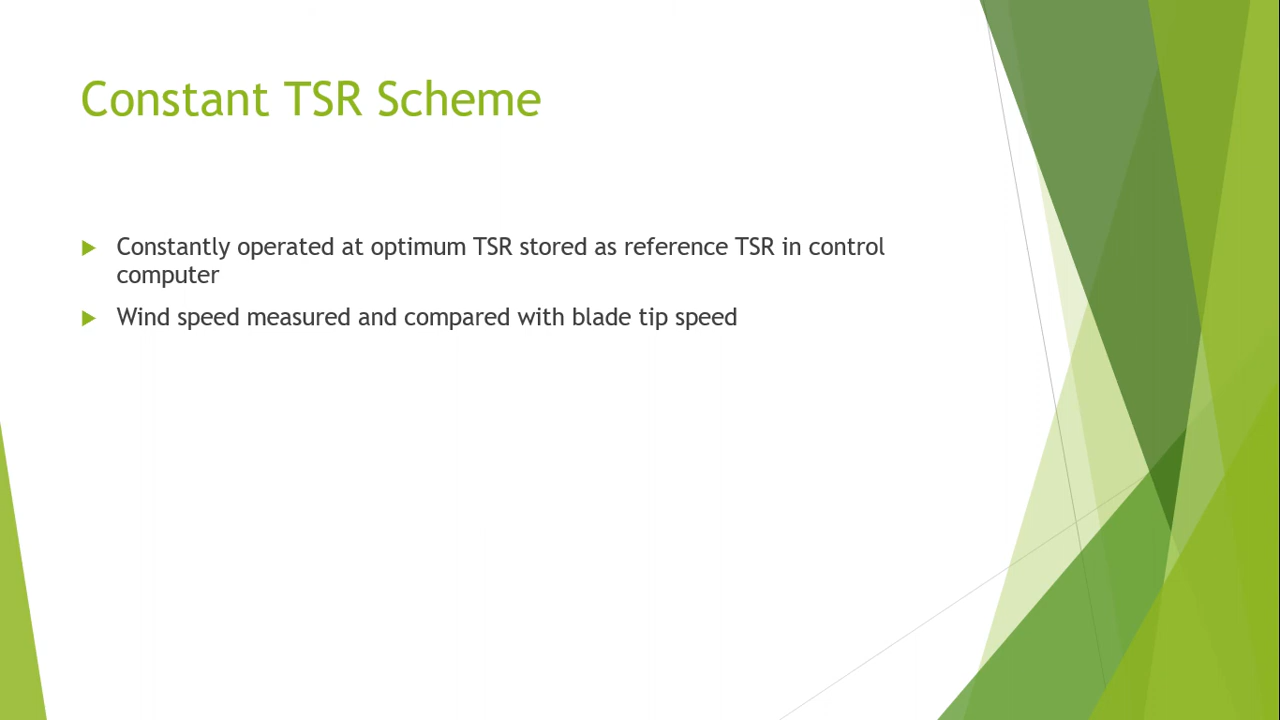 Constant TSR Scheme
Constantly operated at optimum TSR stored as reference TSR in control
computer
Wind speed measured and compared with blade tip speed